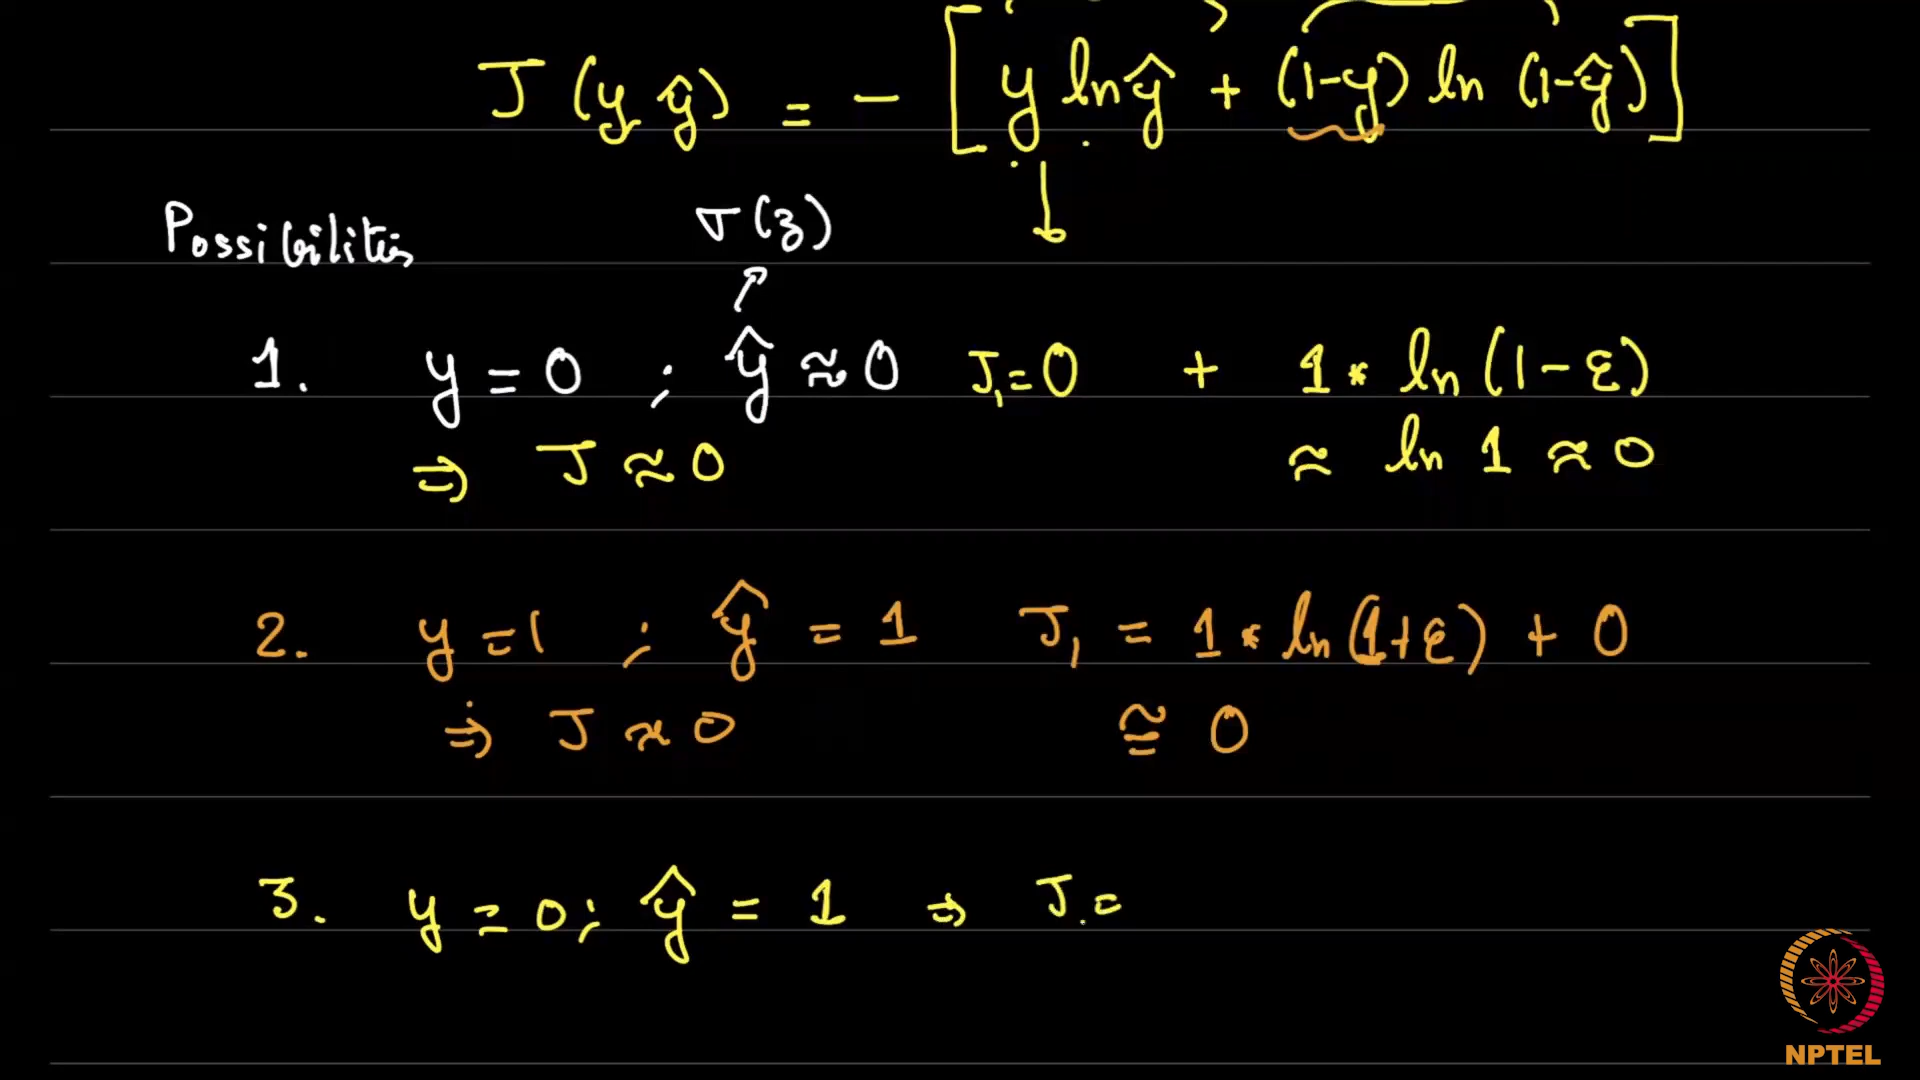 J (y ŷ) = - [y ln ŷ + (1-y) ln (1-ŷ)]
Possibilities σ(z)
1. y = 0 ; ŷ ≈ 0 J₁ = 0 + 1 * ln (1 - ε)
⇒ J ≈ 0 ≈ ln 1 ≈ 0
2. y = 1 ; ŷ = 1 J₁ = 1 * ln (1+ε) + 0
⇒ J ≈ 0 ≅ 0
3. y = 0 ; ŷ = 1 ⇒ J =
NPTEL